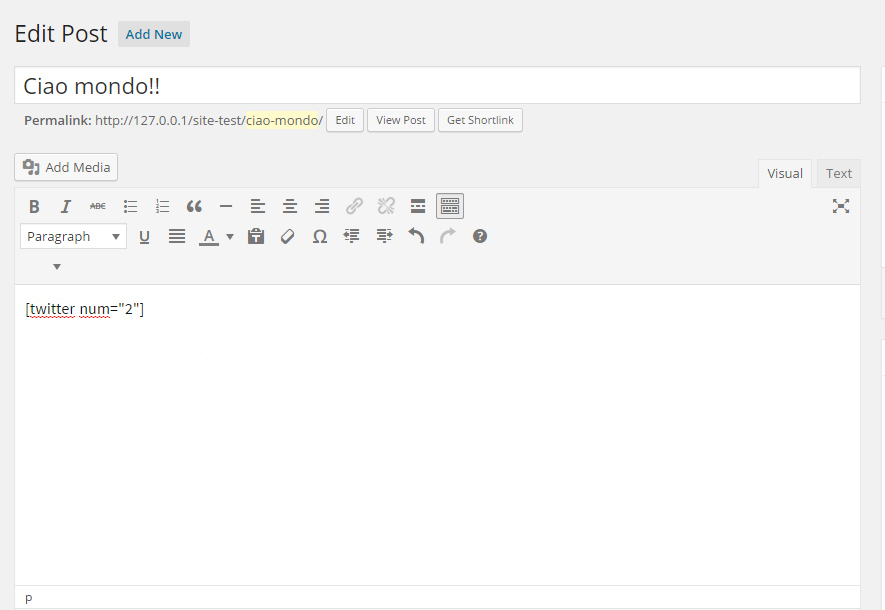 Edit Post Add New
Ciao mondo!!
Permalink: http://127.0.0.1/site-test/ciao-mondo/ Edit View Post Get Shortlink
Add Media Visual Text
B I ABC
Paragraph U A Ω ?
[twitter num="2"]
p